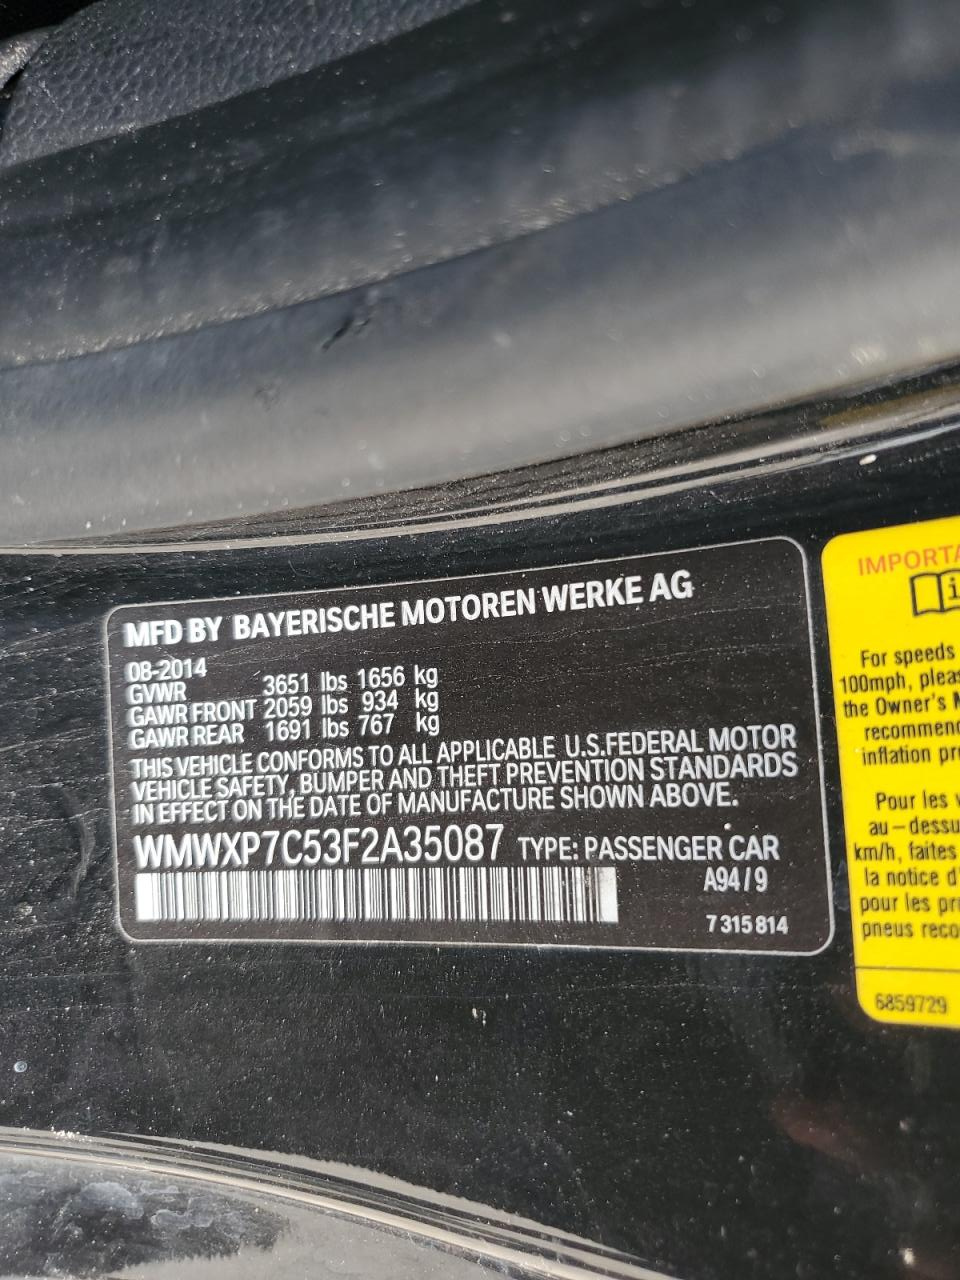 MFD BY BAYERISCHE MOTOREN WERKE AG
08-2014
GVWR 3651 lbs 1656 kg
GAWR FRONT 2059 lbs 934 kg
GAWR REAR 1691 lbs 767 kg
THIS VEHICLE CONFORMS TO ALL APPLICABLE U.S.FEDERAL MOTOR
VEHICLE SAFETY, BUMPER AND THEFT PREVENTION STANDARDS
IN EFFECT ON THE DATE OF MANUFACTURE SHOWN ABOVE.
WMWXP7C53F2A35087 TYPE: PASSENGER CAR
A94/9
7 315 814
IMPORTA
i
For speeds
100mph, pleas
the Owner's M
recommend
inflation pr
Pour les v
au-dessu
km/h, faites
la notice d'
pour les pr
pneus reco
6859729